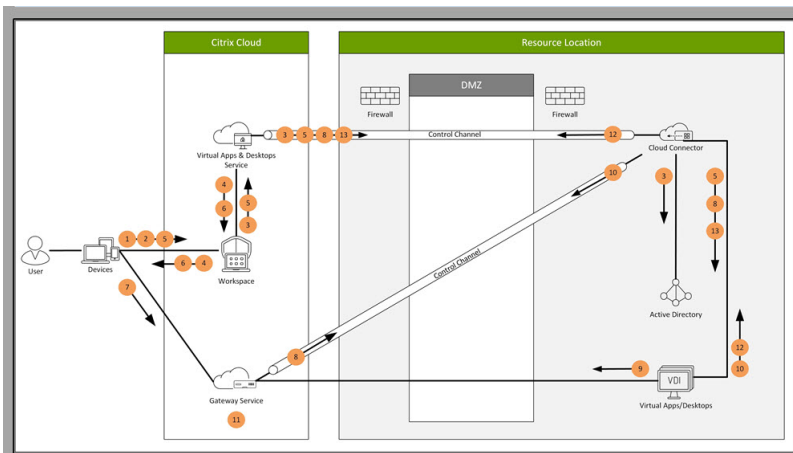 Citrix Cloud
Resource Location
DMZ
Firewall
Firewall
3 5 8 13
Control Channel
12
Virtual Apps & Desktops
Service
Cloud Connector
4
6
5
3
10
3
5
8
13
1 2 5
User
Devices
6 4
Workspace
Control Channel
7
Active Directory
8
12
10
9
VDI
Gateway Service
Virtual Apps/Desktops
11